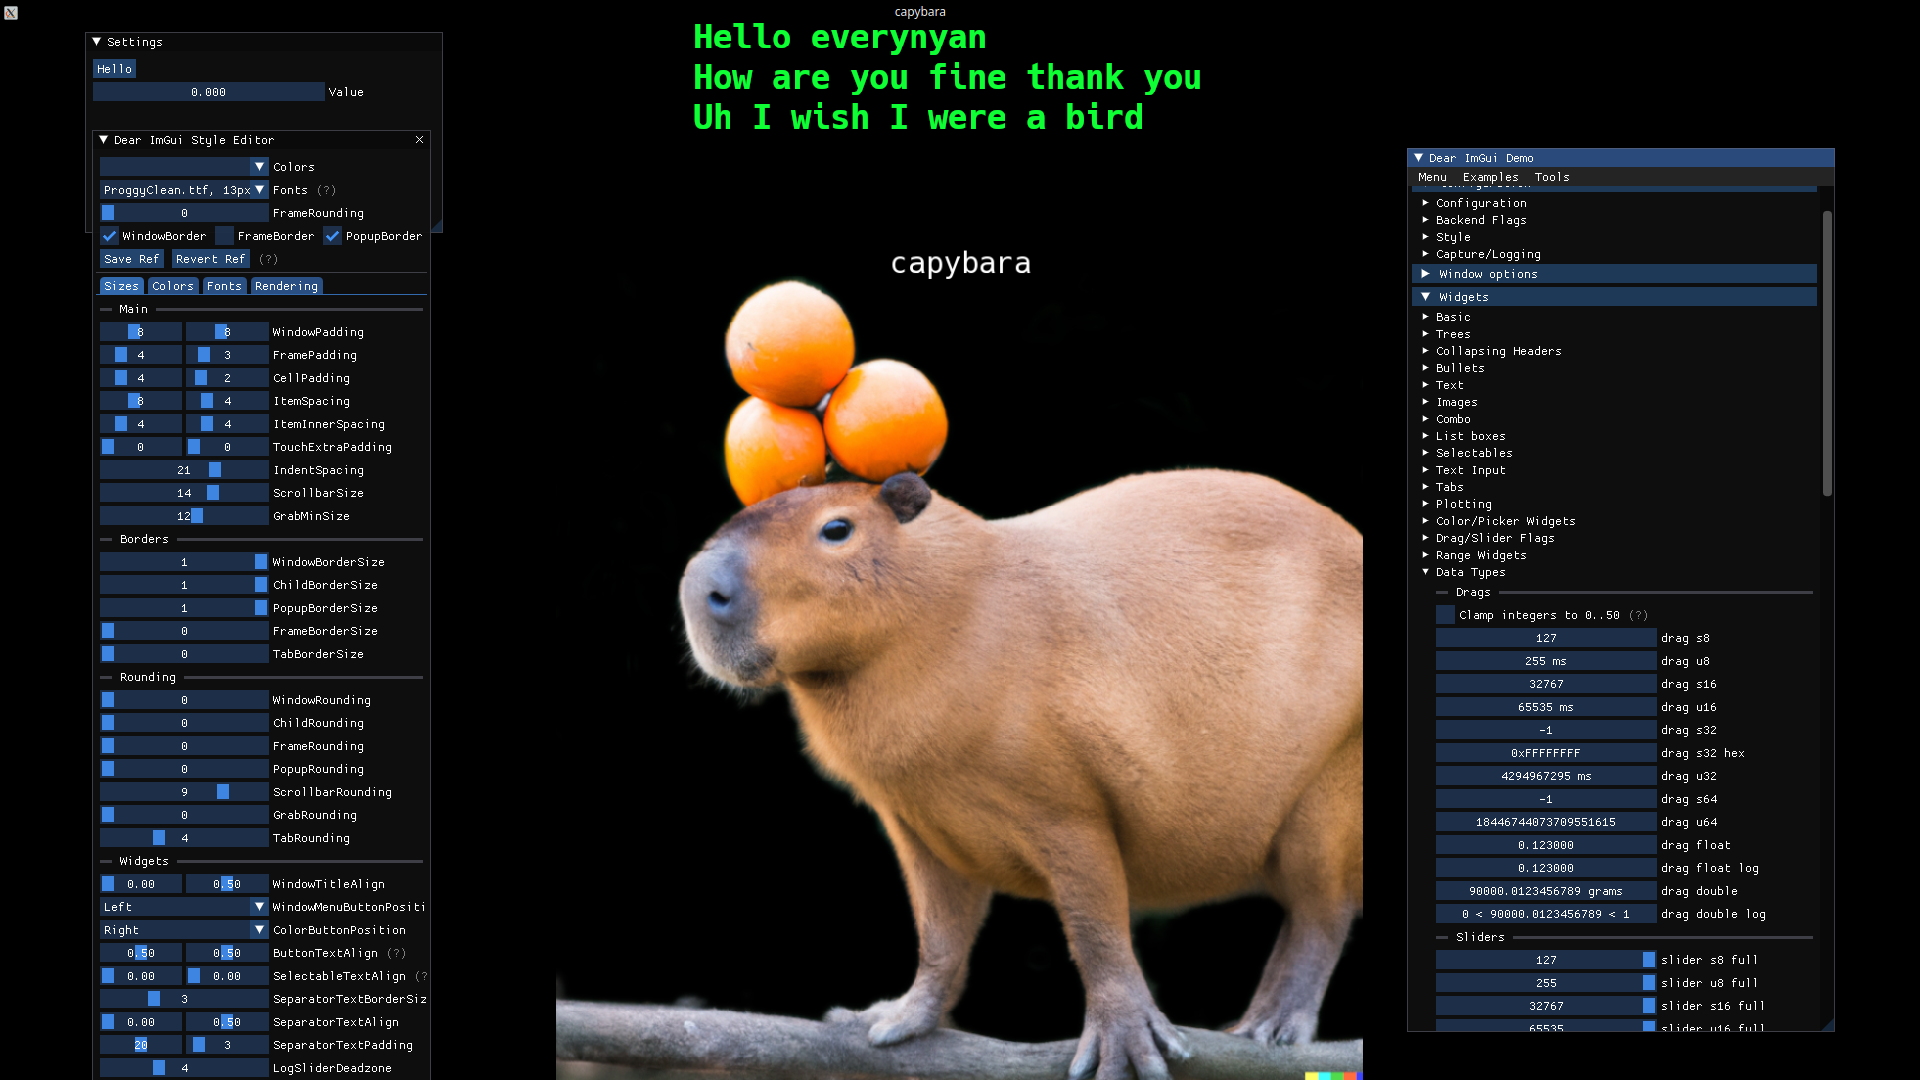 capybara
Hello everynyan
How are you fine thank you
Uh I wish I were a bird
capybara
Settings
Hello
0.000 Value
Dear ImGui Style Editor
Colors
ProggyClean.ttf, 13px Fonts (?)
0 FrameRounding
WindowBorder FrameBorder PopupBorder
Save Ref Revert Ref (?)
Sizes Colors Fonts Rendering
Main
8 8 WindowPadding
4 3 FramePadding
4 2 CellPadding
8 4 ItemSpacing
4 4 ItemInnerSpacing
0 0 TouchExtraPadding
21 IndentSpacing
14 ScrollbarSize
12 GrabMinSize
Borders
1 WindowBorderSize
1 ChildBorderSize
1 PopupBorderSize
0 FrameBorderSize
0 TabBorderSize
Rounding
0 WindowRounding
0 ChildRounding
0 FrameRounding
0 PopupRounding
9 ScrollbarRounding
0 GrabRounding
4 TabRounding
Widgets
0.00 0.50 WindowTitleAlign
Left WindowMenuButtonPositi
Right ColorButtonPosition
0.50 0.50 ButtonTextAlign (?)
0.00 0.00 SelectableTextAlign (?
3 SeparatorTextBorderSiz
0.00 0.50 SeparatorTextAlign
20 3 SeparatorTextPadding
4 LogSliderDeadzone
Dear ImGui Demo
Menu Examples Tools
Configuration
Backend Flags
Style
Capture/Logging
Window options
Widgets
Basic
Trees
Collapsing Headers
Bullets
Text
Images
Combo
List boxes
Selectables
Text Input
Tabs
Plotting
Color/Picker Widgets
Drag/Slider Flags
Range Widgets
Data Types
Drags
Clamp integers to 0..50 (?)
127 drag s8
255 ms drag u8
32767 drag s16
65535 ms drag u16
-1 drag s32
0xFFFFFFFF drag s32 hex
4294967295 ms drag u32
-1 drag s64
18446744073709551615 drag u64
0.123000 drag float
0.123000 drag float log
90000.0123456789 grams drag double
0 < 90000.0123456789 < 1 drag double log
Sliders
127 slider s8 full
255 slider u8 full
32767 slider s16 full
65535 slider u16 full